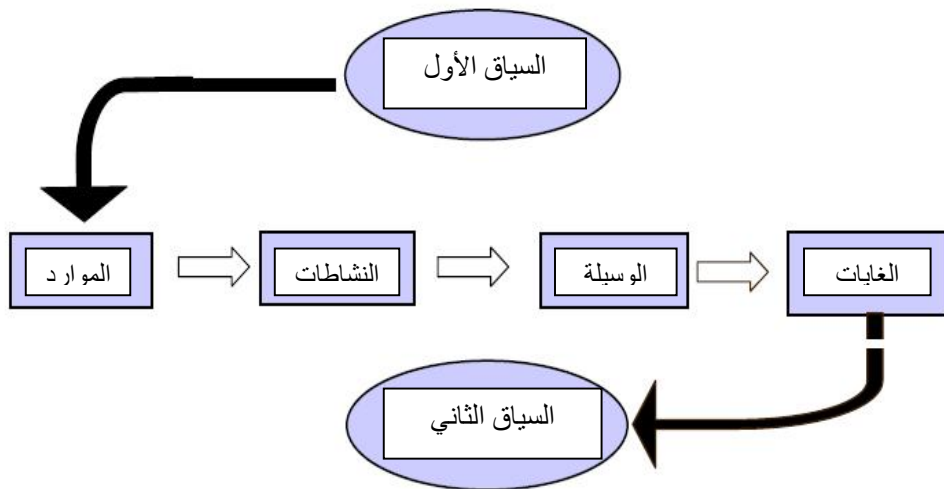 السياق الأول
الموارد
النشاطات
الوسيلة
الغايات
السياق الثاني